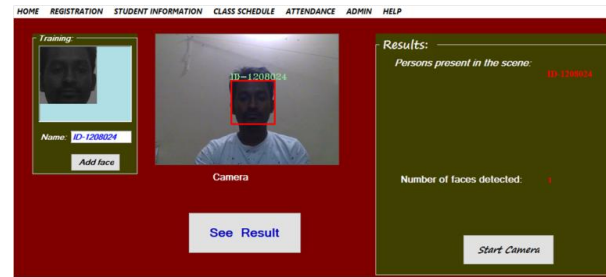 HOME REGISTRATION STUDENT INFORMATION CLASS SCHEDULE ATTENDANCE ADMIN HELP
Training:
Name: ID-1208024
Add face
ID-1208024
Camera
See Result
Results:
Persons present in the scene:
ID-1208024
Number of faces detected:
Start Camera